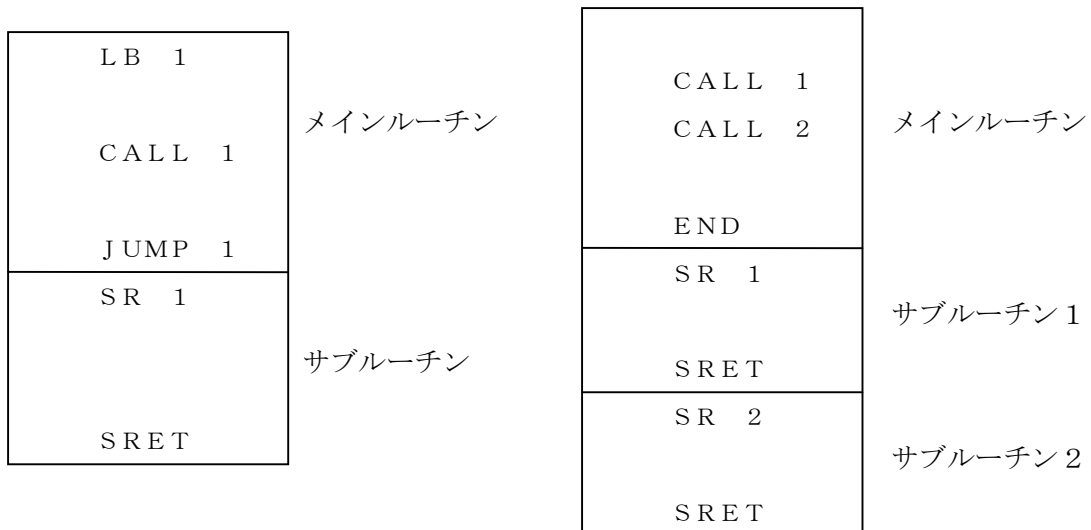 ＬＢ　１
ＣＡＬＬ　１
ＪＵＭＰ　１
メインルーチン
ＳＲ　１
ＳＲＥＴ
サブルーチン
ＣＡＬＬ　１
ＣＡＬＬ　２
ＥＮＤ
メインルーチン
ＳＲ　１
ＳＲＥＴ
サブルーチン１
ＳＲ　２
ＳＲＥＴ
サブルーチン２